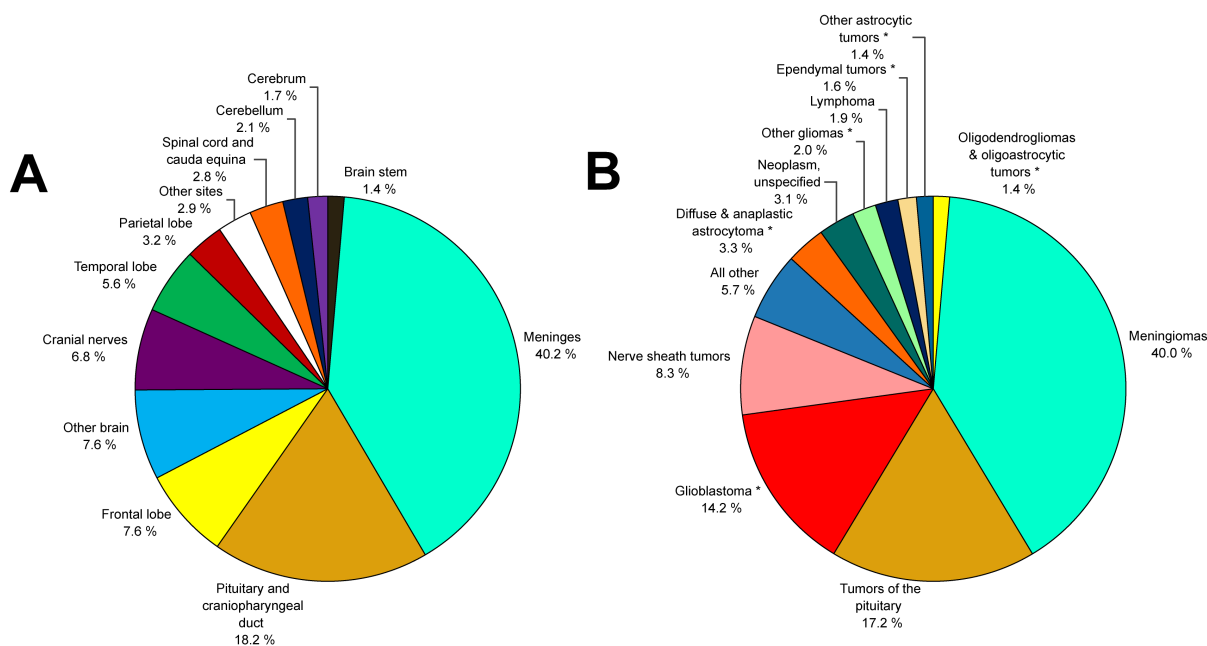 A
Cerebrum
1.7 %
Cerebellum
2.1 %
Spinal cord and
cauda equina
2.8 %
Other sites
2.9 %
Parietal lobe
3.2 %
Temporal lobe
5.6 %
Cranial nerves
6.8 %
Other brain
7.6 %
Frontal lobe
7.6 %
Pituitary and
craniopharyngeal
duct
18.2 %
Meninges
40.2 %
Brain stem
1.4 %
B
Other astrocytic
tumors *
1.4 %
Ependymal tumors *
1.6 %
Lymphoma
1.9 %
Other gliomas *
2.0 %
Neoplasm,
unspecified
3.1 %
Diffuse & anaplastic
astrocytoma *
3.3 %
All other
5.7 %
Nerve sheath tumors
8.3 %
Glioblastoma *
14.2 %
Tumors of the
pituitary
17.2 %
Meningiomas
40.0 %
Oligodendrogliomas
& oligoastrocytic
tumors *
1.4 %